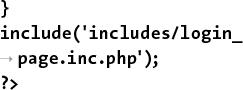 }
include('includes/login_
→ page.inc.php');
?>